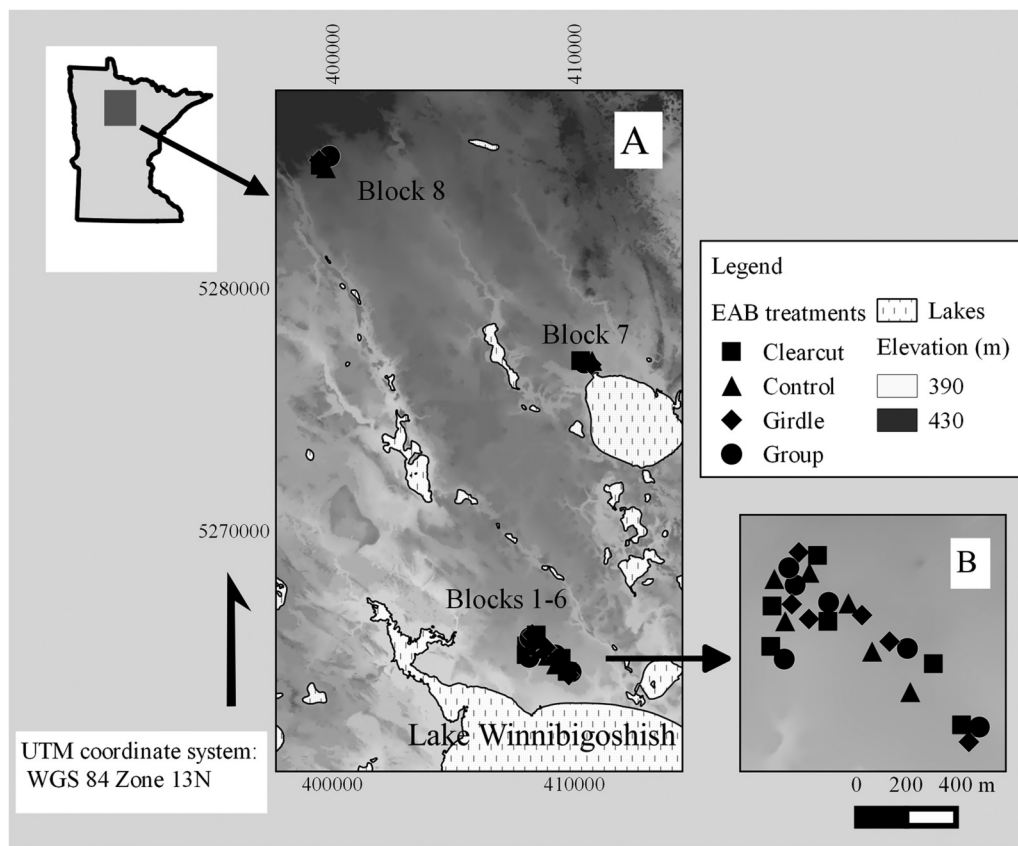 400000
410000
A
Block 8
5280000
Block 7
5270000
Blocks 1-6
Lake Winnibigoshish
400000
410000
UTM coordinate system:
WGS 84 Zone 13N
Legend
EAB treatments
Clearcut
Control
Girdle
Group
Lakes
Elevation (m)
390
430
B
0 200 400 m